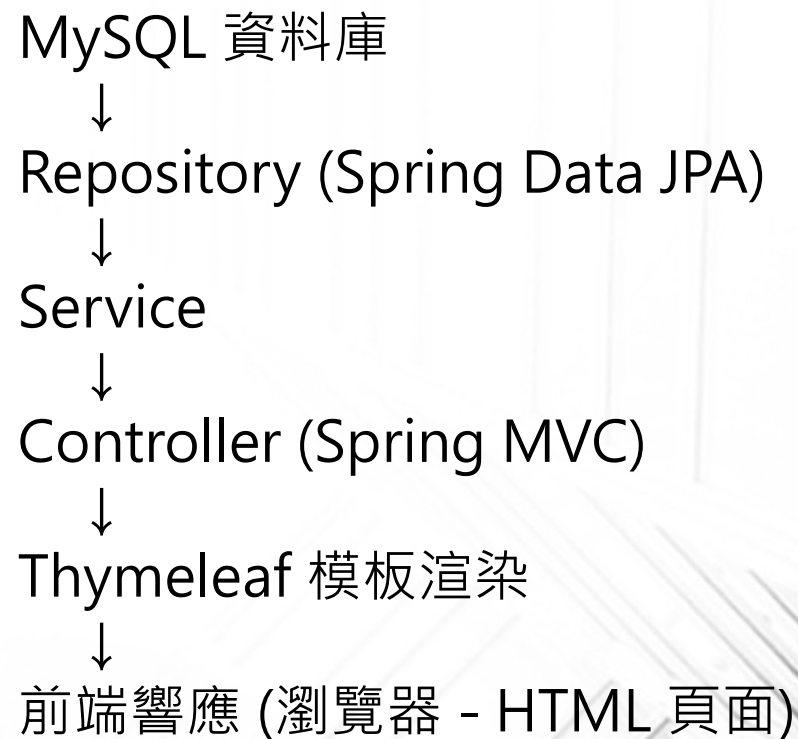 MySQL 資料庫
↓
Repository (Spring Data JPA)
↓
Service
↓
Controller (Spring MVC)
↓
Thymeleaf 模板渲染
↓
前端響應 (瀏覽器 - HTML 頁面)